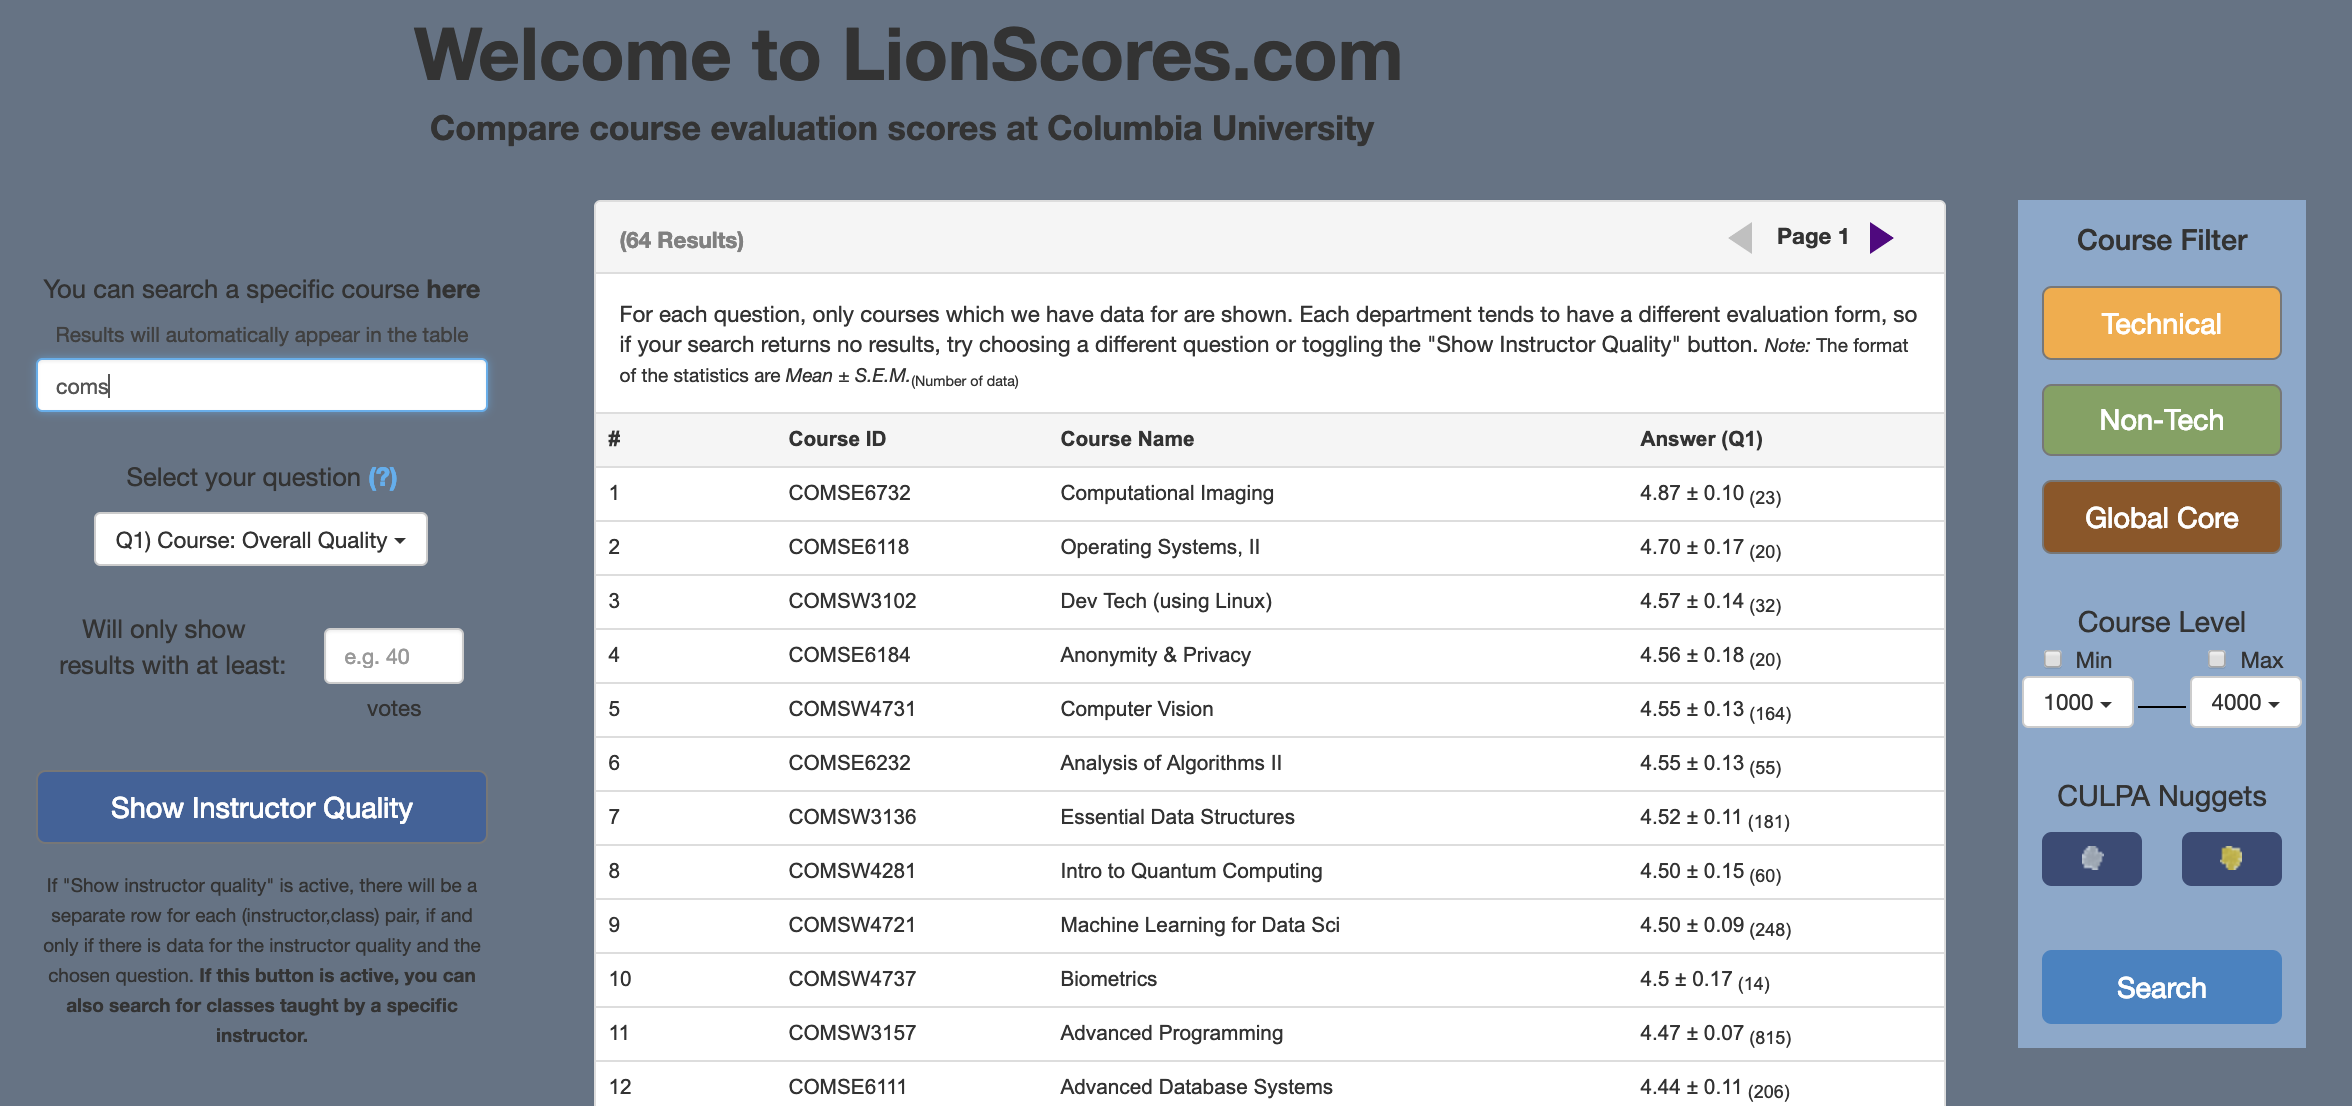 Welcome to LionScores.com
Compare course evaluation scores at Columbia University
You can search a specific course here
Results will automatically appear in the table
coms
Select your question (?)
Q1) Course: Overall Quality
Will only show
results with at least:
e.g. 40
votes
Show Instructor Quality
If "Show instructor quality" is active, there will be a
separate row for each (instructor,class) pair, if and
only if there is data for the instructor quality and the
chosen question. If this button is active, you can
also search for classes taught by a specific
instructor.
(64 Results)
Page 1
For each question, only courses which we have data for are shown. Each department tends to have a different evaluation form, so
if your search returns no results, try choosing a different question or toggling the "Show Instructor Quality" button. Note: The format
of the statistics are Mean ± S.E.M.(Number of data)
# Course ID Course Name Answer (Q1)
1 COMSE6732 Computational Imaging 4.87 ± 0.10 (23)
2 COMSE6118 Operating Systems, II 4.70 ± 0.17 (20)
3 COMSW3102 Dev Tech (using Linux) 4.57 ± 0.14 (32)
4 COMSE6184 Anonymity & Privacy 4.56 ± 0.18 (20)
5 COMSW4731 Computer Vision 4.55 ± 0.13 (164)
6 COMSE6232 Analysis of Algorithms II 4.55 ± 0.13 (55)
7 COMSW3136 Essential Data Structures 4.52 ± 0.11 (181)
8 COMSW4281 Intro to Quantum Computing 4.50 ± 0.15 (60)
9 COMSW4721 Machine Learning for Data Sci 4.50 ± 0.09 (248)
10 COMSW4737 Biometrics 4.5 ± 0.17 (14)
11 COMSW3157 Advanced Programming 4.47 ± 0.07 (815)
12 COMSE6111 Advanced Database Systems 4.44 ± 0.11 (206)
Course Filter
Technical
Non-Tech
Global Core
Course Level
Min Max
1000 4000
CULPA Nuggets
Search